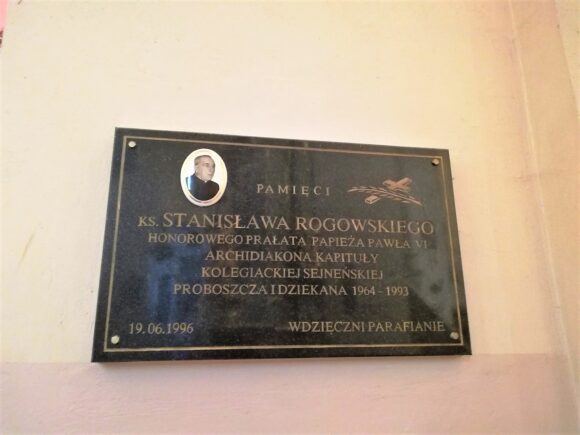 PAMIĘCI
KS. STANISŁAWA ROGOWSKIEGO
HONOROWEGO PRAŁATA PAPIEŻA PAWŁA VI
ARCHIDIAKONA KAPITUŁY
KOLEGIACKIEJ SEJNEŃSKIEJ
PROBOSZCZA I DZIEKANA 1964 - 1993
19.06.1996 WDZIĘCZNI PARAFIANIE